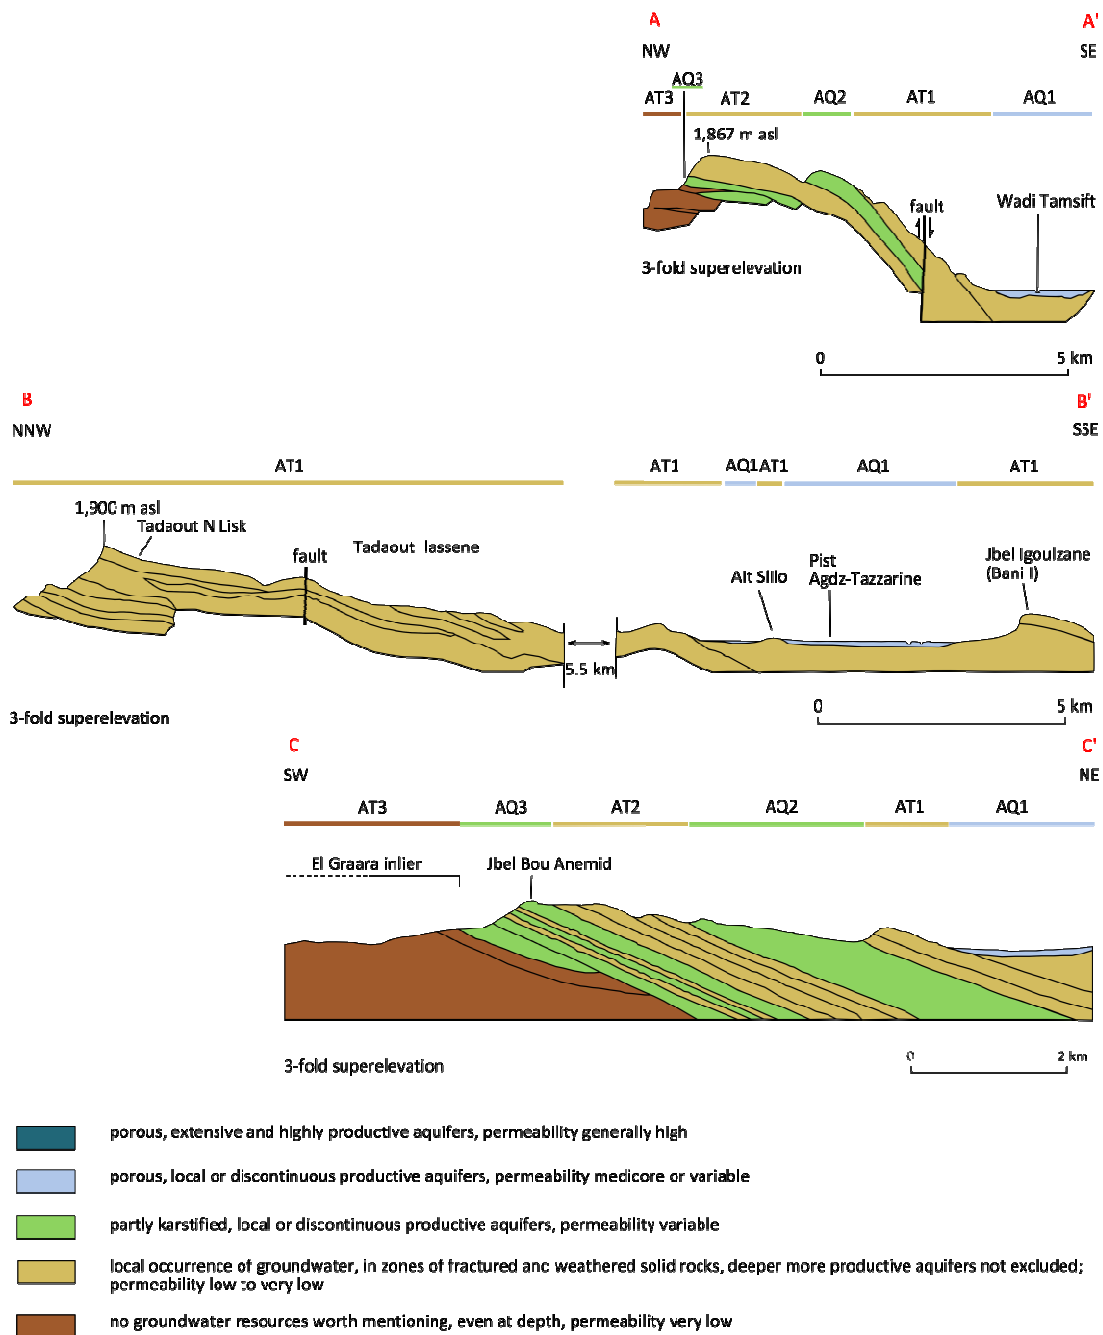 A A'
NW SE
AQ3
AT3 AT2 AQ2 AT1 AQ1
1,867 m asl
fault
Wadi Tamsift
3-fold superelevation
0 5 km
B B'
NNW SSE
AT1 AT1 AQ1 AT1 AQ1 AT1
1,900 m asl
Tadaout N Lisk
fault
Tadaout Iassene
Ait Sillo
Pist
Agdz-Tazzarine
Jbel Igoulzane
(Bani I)
5.5 km
3-fold superelevation
0 5 km
C C'
SW NE
AT3 AQ3 AT2 AQ2 AT1 AQ1
El Graara inlier
Jbel Bou Anemid
3-fold superelevation
0 2 km
porous, extensive and highly productive aquifers, permeability generally high
porous, local or discontinuous productive aquifers, permeability medicore or variable
partly karstified, local or discontinuous productive aquifers, permeability variable
local occurrence of groundwater, in zones of fractured and weathered solid rocks, deeper more productive aquifers not excluded;
permeability low to very low
no groundwater resources worth mentioning, even at depth, permeability very low